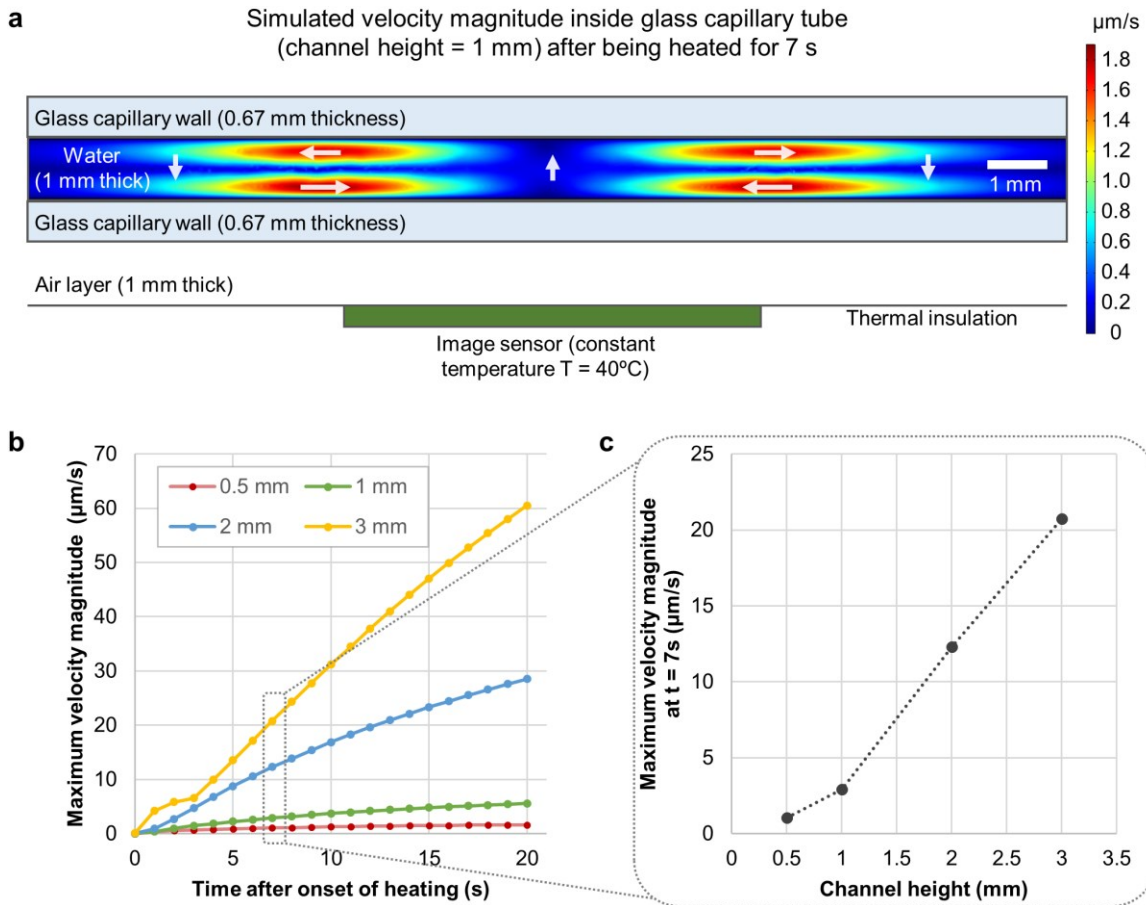 a
Simulated velocity magnitude inside glass capillary tube
(channel height = 1 mm) after being heated for 7 s
µm/s
Glass capillary wall (0.67 mm thickness)
Water
(1 mm thick)
1 mm
Glass capillary wall (0.67 mm thickness)
Air layer (1 mm thick)
Thermal insulation
Image sensor (constant
temperature T = 40ºC)
1.8
1.6
1.4
1.2
1.0
0.8
0.6
0.4
0.2
0
b
Maximum velocity magnitude (µm/s)
70
60
50
40
30
20
10
0
0.5 mm
1 mm
2 mm
3 mm
0 5 10 15 20
Time after onset of heating (s)
c
Maximum velocity magnitude
at t = 7s (µm/s)
25
20
15
10
5
0
0 0.5 1 1.5 2 2.5 3 3.5
Channel height (mm)